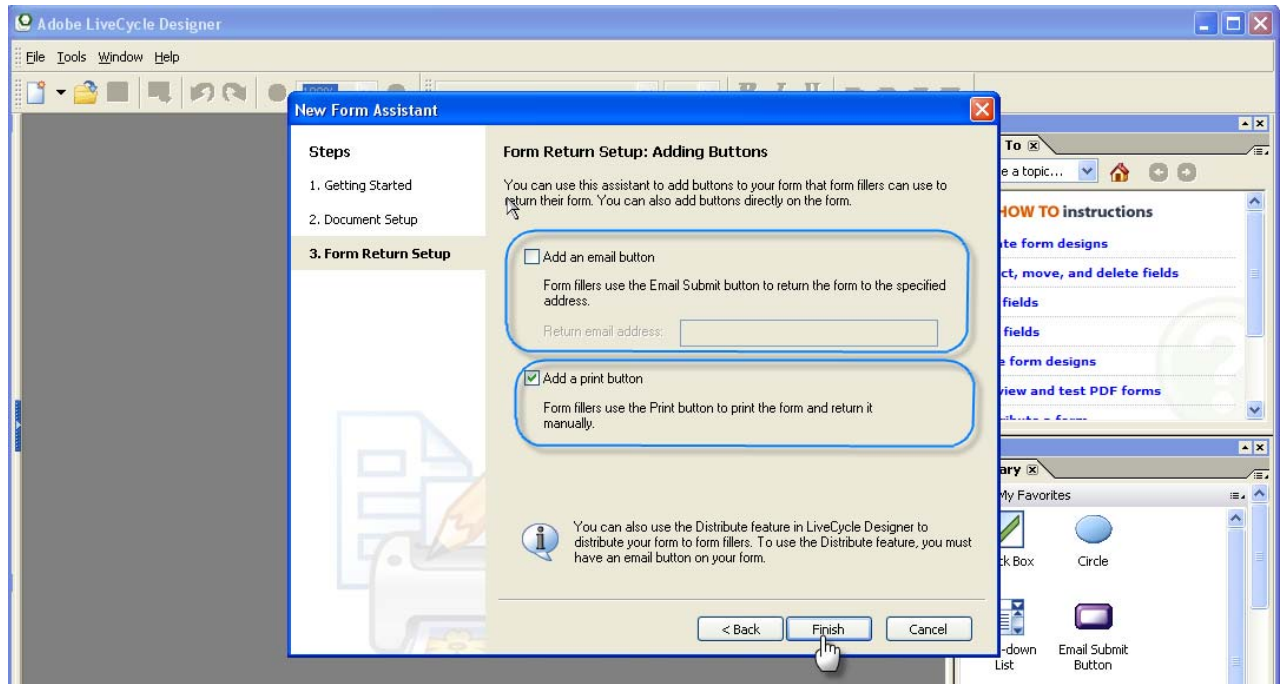 Adobe LiveCycle Designer
File Tools Window Help
New Form Assistant
Steps
1. Getting Started
2. Document Setup
3. Form Return Setup
Form Return Setup: Adding Buttons
You can use this assistant to add buttons to your form that form fillers can use to
return their form. You can also add buttons directly on the form.
Add an email button
Form fillers use the Email Submit button to return the form to the specified
address.
Return email address:
Add a print button
Form fillers use the Print button to print the form and return it
manually.
You can also use the Distribute feature in LiveCycle Designer to
distribute your form to form fillers. To use the Distribute feature, you must
have an email button on your form.
< Back Finish Cancel
To
e a topic...
HOW TO instructions
te form designs
ct, move, and delete fields
fields
fields
e form designs
view and test PDF forms
ary
My Favorites
ck Box Circle
-down Email Submit
List Button